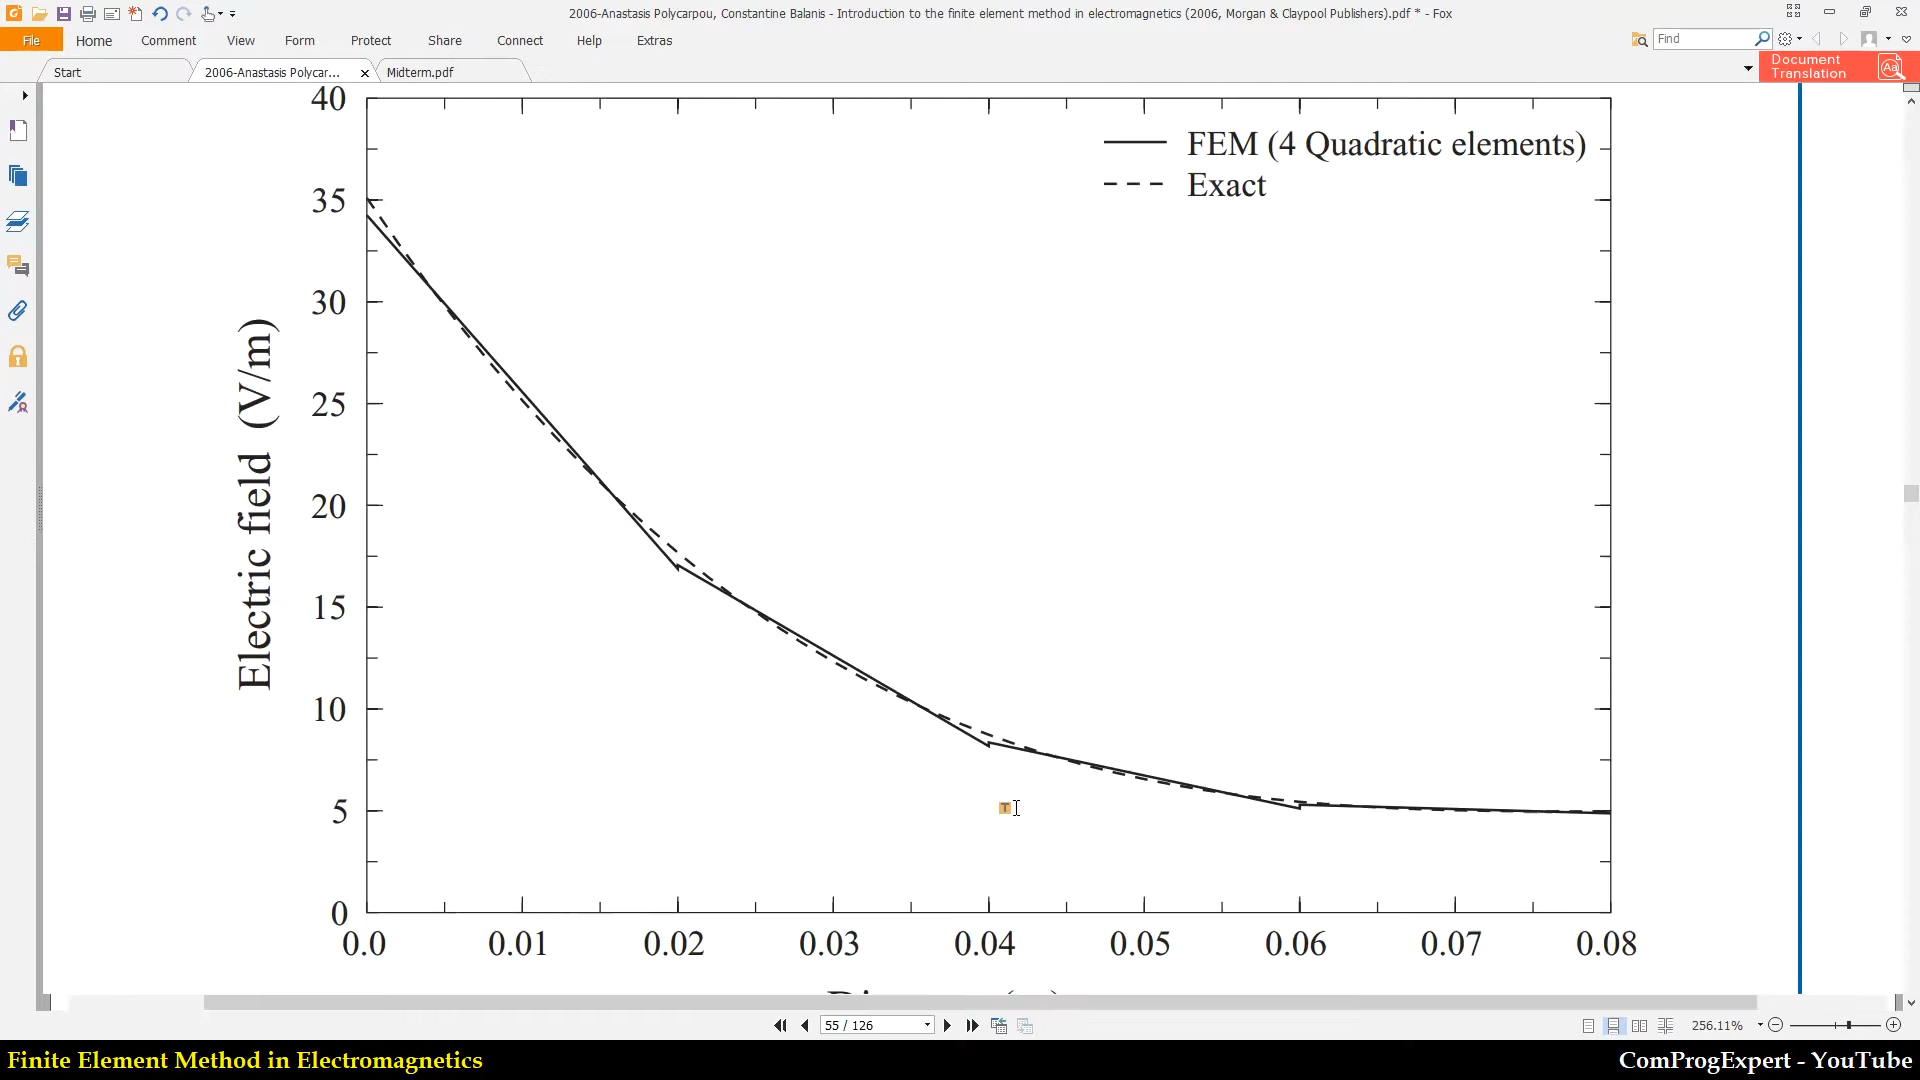 2006-Anastasis Polycarpou, Constantine Balanis - Introduction to the finite element method in electromagnetics (2006, Morgan & Claypool Publishers).pdf * - Fox
File Home Comment View Form Protect Share Connect Help Extras
Find
Start 2006-Anastasis Polycar... Midterm.pdf
Document
Translation
40
35
30
25
20
15
10
5
0
Electric field (V/m)
FEM (4 Quadratic elements)
Exact
0.0 0.01 0.02 0.03 0.04 0.05 0.06 0.07 0.08
55 / 126
256.11%
Finite Element Method in Electromagnetics
ComProgExpert - YouTube